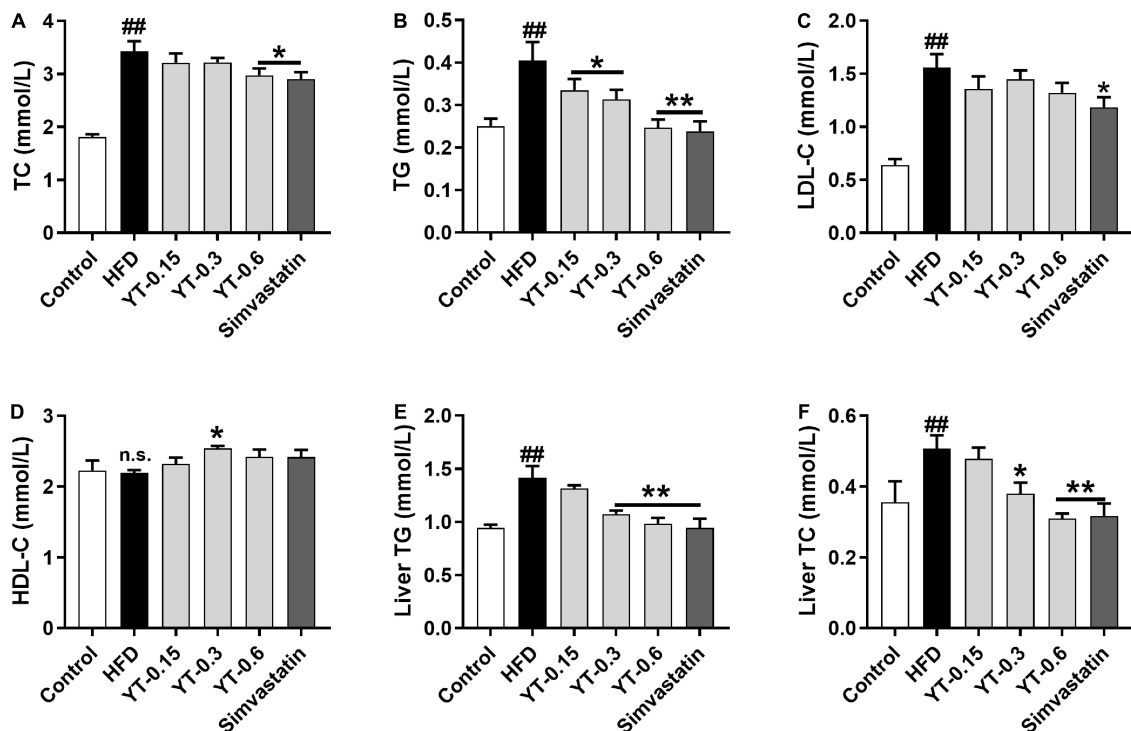 A
TC (mmol/L)
4
3
2
1
0
##
*
Control
HFD
YT-0.15
YT-0.3
YT-0.6
Simvastatin
B
TG (mmol/L)
0.5
0.4
0.3
0.2
0.1
0.0
##
*
**
Control
HFD
YT-0.15
YT-0.3
YT-0.6
Simvastatin
C
LDL-C (mmol/L)
2.0
1.5
1.0
0.5
0.0
##
*
Control
HFD
YT-0.15
YT-0.3
YT-0.6
Simvastatin
D
HDL-C (mmol/L)
3
2
1
0
n.s.
*
Control
HFD
YT-0.15
YT-0.3
YT-0.6
Simvastatin
E
Liver TG (mmol/L)
2.0
1.5
1.0
0.5
0.0
##
**
Control
HFD
YT-0.15
YT-0.3
YT-0.6
Simvastatin
F
Liver TC (mmol/L)
0.6
0.4
0.2
0.0
##
*
**
Control
HFD
YT-0.15
YT-0.3
YT-0.6
Simvastatin